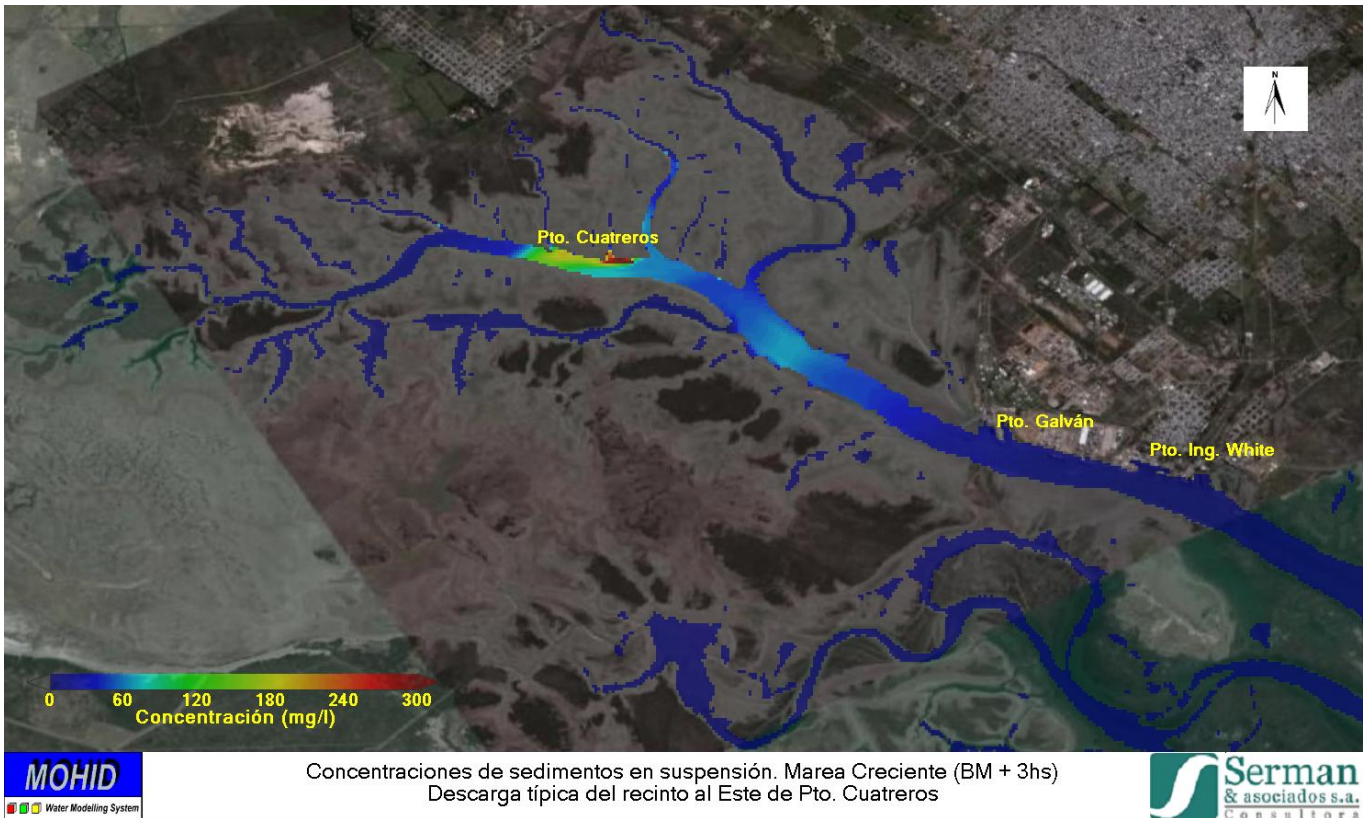 N
Pto. Cuatreros
Pto. Galván
Pto. Ing. White
0 60 120 180 240 300
Concentración (mg/l)
MOHID
Water Modelling System
Concentraciones de sedimentos en suspensión. Marea Creciente (BM + 3hs)
Descarga típica del recinto al Este de Pto. Cuatreros
Serman
& asociados s.a.
Consultora